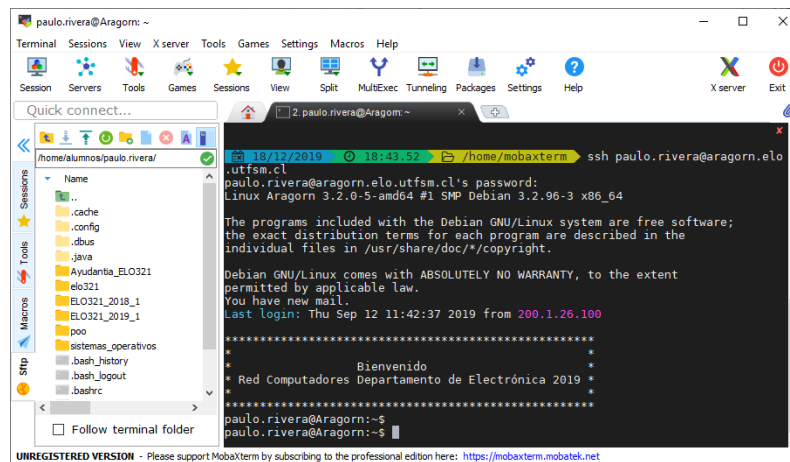 paulo.rivera@Aragorn: ~
Terminal Sessions View X server Tools Games Settings Macros Help
Session Servers Tools Games Sessions View Split MultiExec Tunneling Packages Settings Help X server Exit
Quick connect...
2. paulo.rivera@Aragorn: ~
/home/alumnos/paulo.rivera/
Name
..
.cache
.config
.dbus
.java
Ayudantia_ELO321
elo321
ELO321_2018_1
ELO321_2019_1
poo
sistemas_operativos
.bash_history
.bash_logout
.bashrc
Follow terminal folder
Sessions
Tools
Macros
Sftp
18/12/2019 18:43.52 /home/mobaxterm ssh paulo.rivera@aragorn.elo
.utfsm.cl
paulo.rivera@aragorn.elo.utfsm.cl's password:
Linux Aragorn 3.2.0-5-amd64 #1 SMP Debian 3.2.96-3 x86_64
The programs included with the Debian GNU/Linux system are free software;
the exact distribution terms for each program are described in the
individual files in /usr/share/doc/*/copyright.
Debian GNU/Linux comes with ABSOLUTELY NO WARRANTY, to the extent
permitted by applicable law.
You have new mail.
Last login: Thu Sep 12 11:42:37 2019 from 200.1.26.100
******************************************************
* *
* Bienvenido *
* Red Computadores Departamento de Electrónica 2019 *
* *
******************************************************
paulo.rivera@Aragorn:~$
paulo.rivera@Aragorn:~$
UNREGISTERED VERSION - Please support MobaXterm by subscribing to the professional edition here: https://mobaxterm.mobatek.net